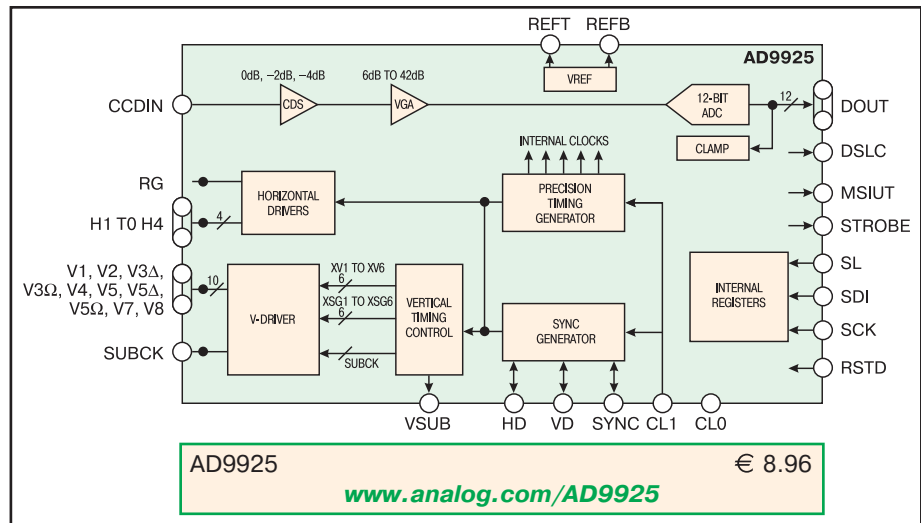 REFT REFB
AD9925
0dB, –2dB, –4dB
6dB TO 42dB
VREF
CCDIN
CDS
VGA
12-BIT
ADC
12
DOUT
CLAMP
DSLC
INTERNAL CLOCKS
RG
HORIZONTAL
DRIVERS
PRECISION
TIMING
GENERATOR
MSIUT
H1 T0 H4
4
STROBE
V1, V2, V3Δ,
V3Ω, V4, V5, V5Δ,
V5Ω, V7, V8
10
V-DRIVER
XV1 TO XV6
6
XSG1 TO XSG6
6
SUBCK
VERTICAL
TIMING
CONTROL
SYNC
GENERATOR
INTERNAL
REGISTERS
SL
SDI
SCK
SUBCK
RSTD
VSUB
HD
VD
SYNC
CL1
CL0
AD9925 € 8.96
www.analog.com/AD9925